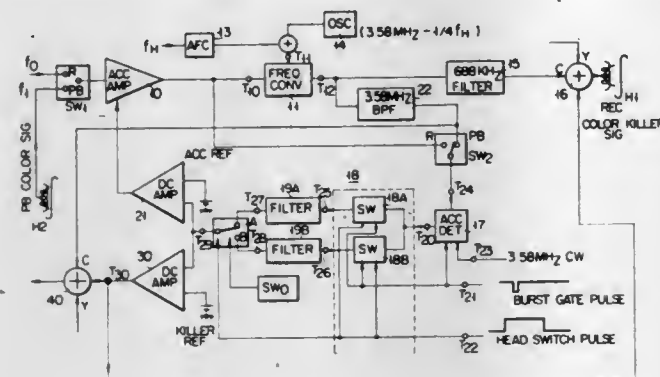 OSC (3.58MHZ - 1/4 fH)
14
13
fH AFC +
T11
fO R ACC AMP 10 T10 FREQ CONV 11 T12 688 KHZ FILTER 15 C + Y 16 H1
f1 PB SW1
REC COLOR KILLER SIG
3.58MHZ BPF 22
R PB SW2
PB COLOR SIG
H2
ACC REF
T24
DC AMP 21
T27 19A FILTER T25 18 18A SW
ACC DET 17
T29 A B T28 19B FILTER T26 SW 18B T20
T23 3.58MHZ CW
C 40 + Y T30 30 DC AMP
SWO
T21 BURST GATE PULSE
KILLER REF
T22 HEAD SWITCH PULSE